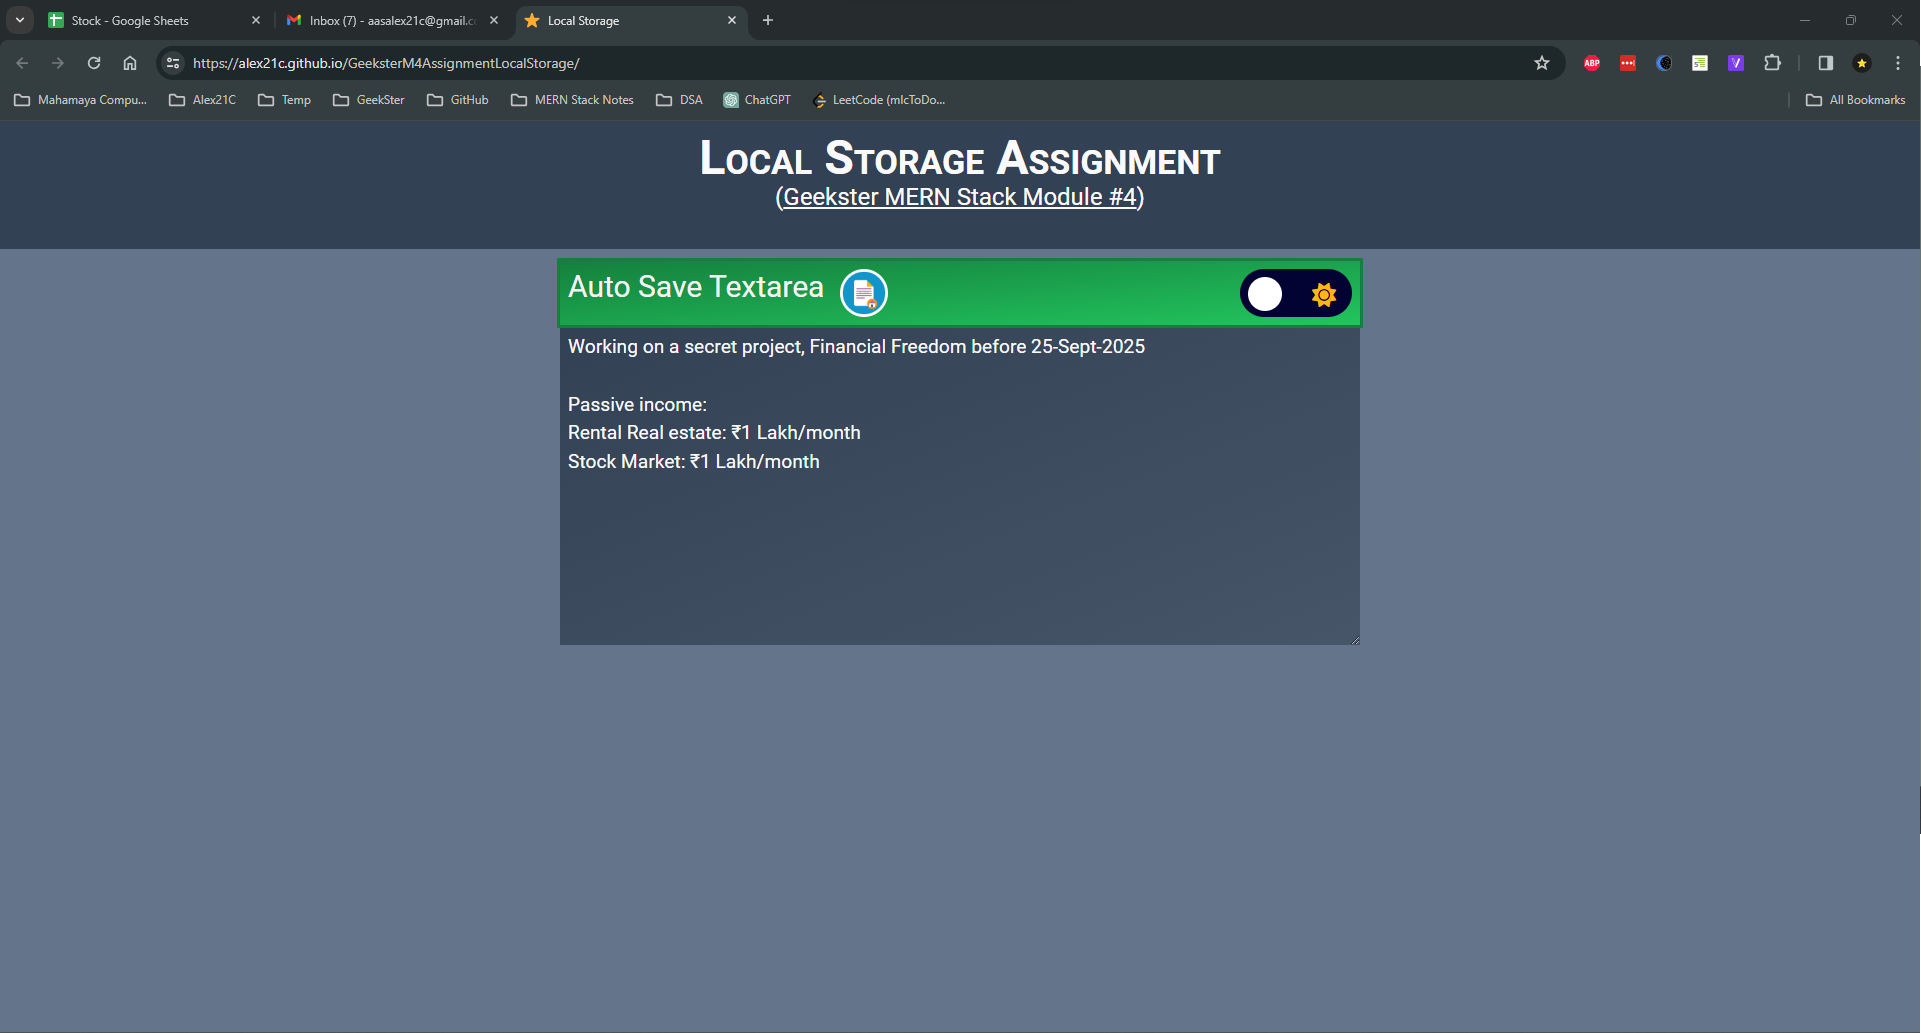 Stock - Google Sheets
Inbox (7) - aasalex21c@gmail.c
Local Storage
https://alex21c.github.io/GeeksterM4AssignmentLocalStorage/
ABP
V
Mahamaya Compu...
Alex21C
Temp
GeekSter
GitHub
MERN Stack Notes
DSA
ChatGPT
LeetCode (mIcToDo...
All Bookmarks
Local Storage Assignment
(Geekster MERN Stack Module #4)
Auto Save Textarea
Working on a secret project, Financial Freedom before 25-Sept-2025
Passive income:
Rental Real estate: ₹1 Lakh/month
Stock Market: ₹1 Lakh/month